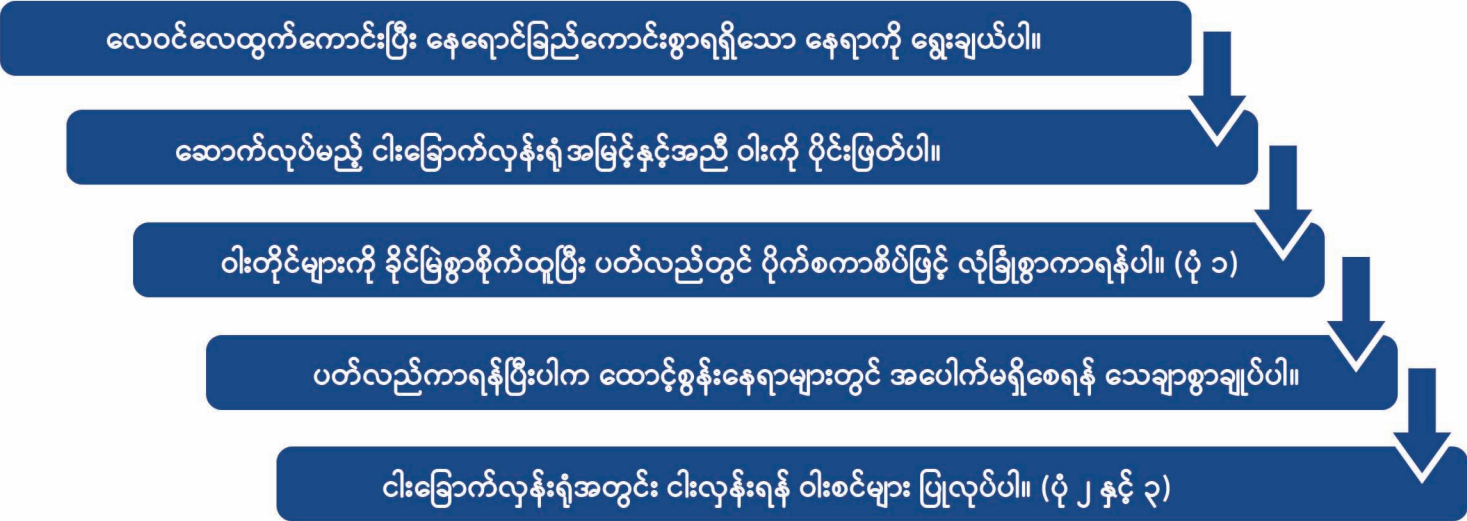 လေဝင်လေထွက်ကောင်းပြီး နေရောင်ခြည်ကောင်းစွာရရှိသော နေရာကို ရွေးချယ်ပါ။
ဆောက်လုပ်မည့် ငါးခြောက်လှန်းရုံအမြင့်နှင့်အညီ ဝါးကို ပိုင်းဖြတ်ပါ။
ဝါးတိုင်များကို ခိုင်မြဲစွာစိုက်ထူပြီး ပတ်လည်တွင် ပိုက်စကာစိပ်ဖြင့် လုံခြုံစွာကာရန်ပါ။ (ပုံ ၁)
ပတ်လည်ကာရန်ပြီးပါက ထောင့်စွန်းနေရာများတွင် အပေါက်မရှိစေရန် သေချာစွာချုပ်ပါ။
ငါးခြောက်လှန်းရုံအတွင်း ငါးလှန်းရန် ဝါးစင်များ ပြုလုပ်ပါ။ (ပုံ ၂ နှင့် ၃)